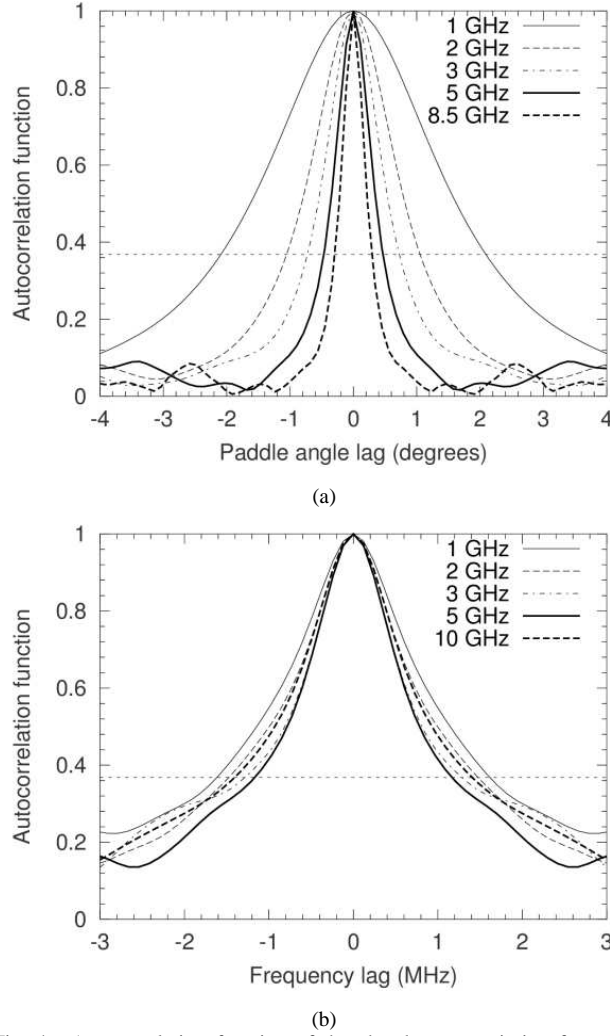 1 GHz
2 GHz
3 GHz
5 GHz
8.5 GHz
1
0.8
0.6
0.4
0.2
0
Autocorrelation function
-4 -3 -2 -1 0 1 2 3 4
Paddle angle lag (degrees)
(a)
1 GHz
2 GHz
3 GHz
5 GHz
10 GHz
1
0.8
0.6
0.4
0.2
0
Autocorrelation function
-3 -2 -1 0 1 2 3
Frequency lag (MHz)
(b)